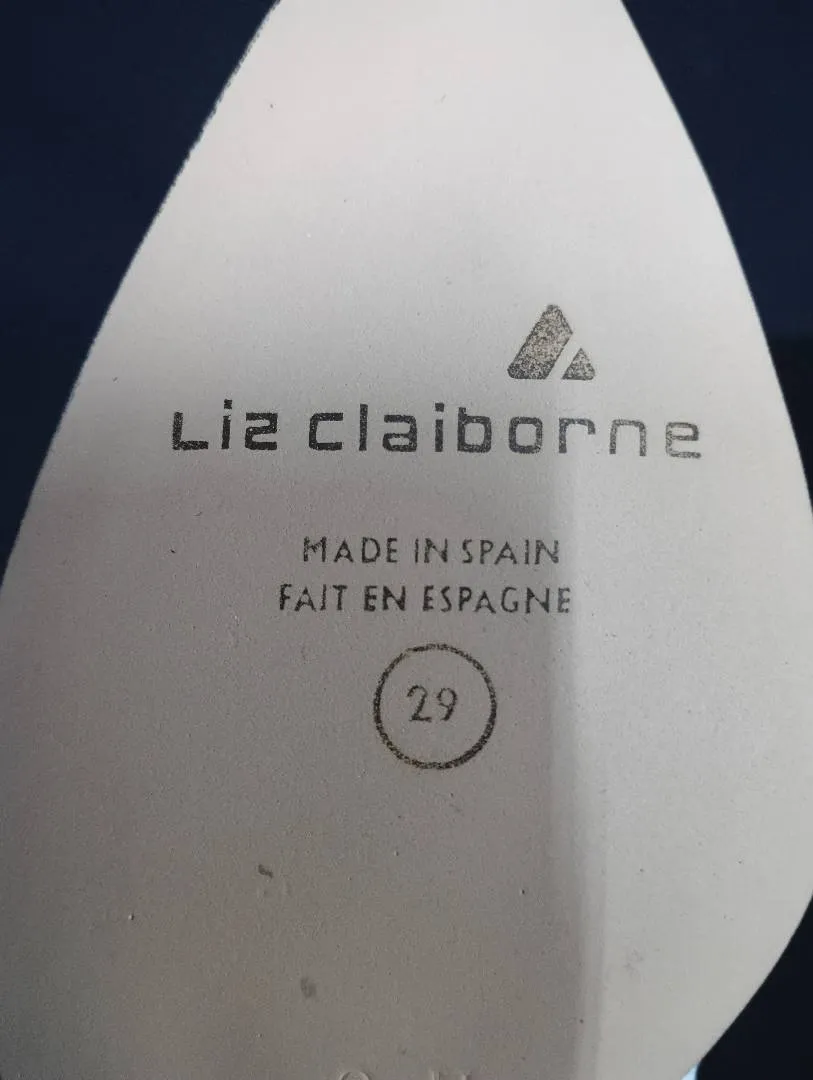 Liz claiborne
MADE IN SPAIN
FAIT EN ESPAGNE
29